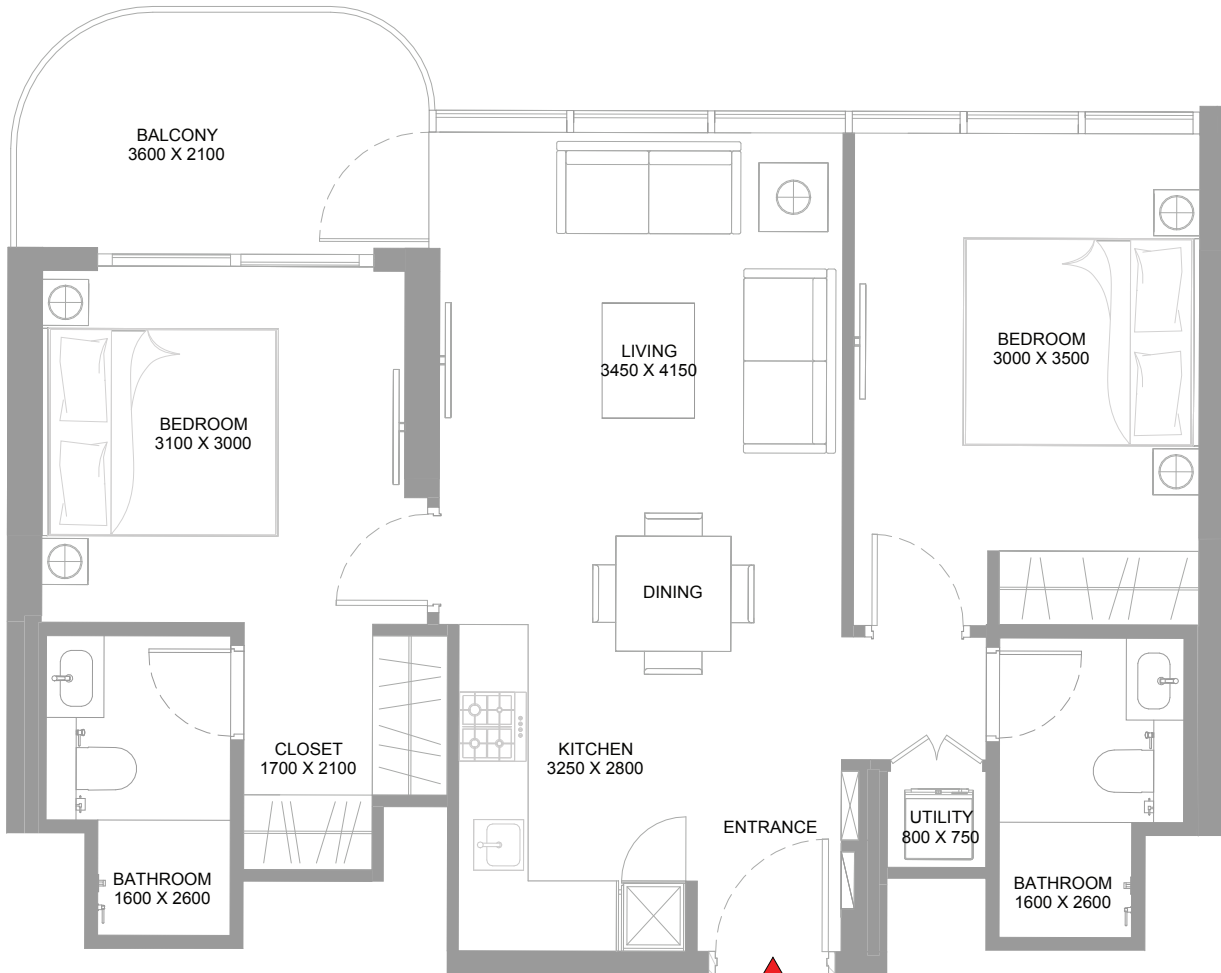 BALCONY
3600 X 2100
LIVING
3450 X 4150
BEDROOM
3000 X 3500
BEDROOM
3100 X 3000
DINING
CLOSET
1700 X 2100
KITCHEN
3250 X 2800
ENTRANCE
UTILITY
800 X 750
BATHROOM
1600 X 2600
BATHROOM
1600 X 2600